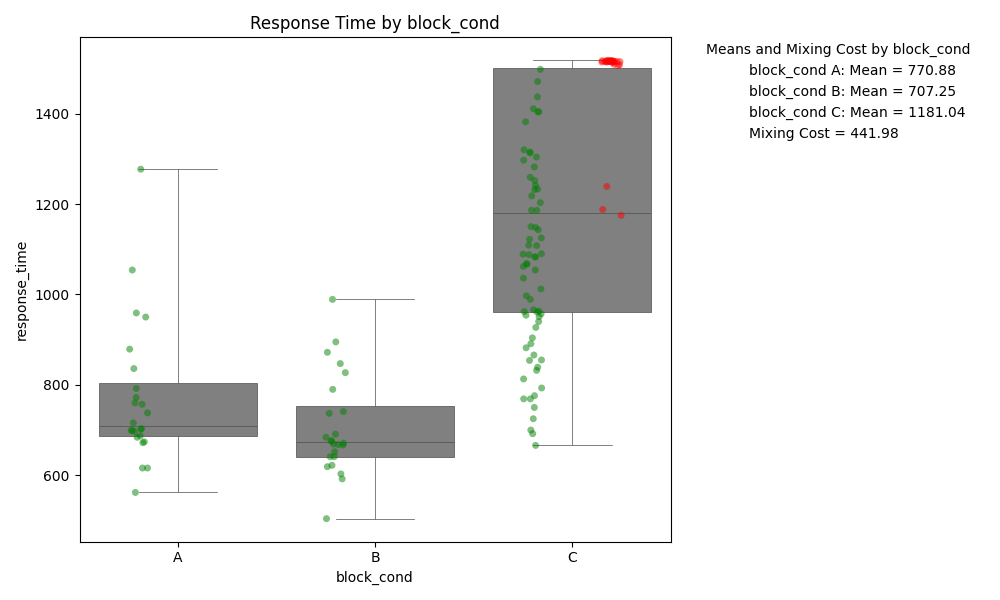 Response Time by block_cond
Means and Mixing Cost by block_cond
block_cond A: Mean = 770.88
block_cond B: Mean = 707.25
block_cond C: Mean = 1181.04
Mixing Cost = 441.98
response_time
1400
1200
1000
800
600
A
B
C
block_cond